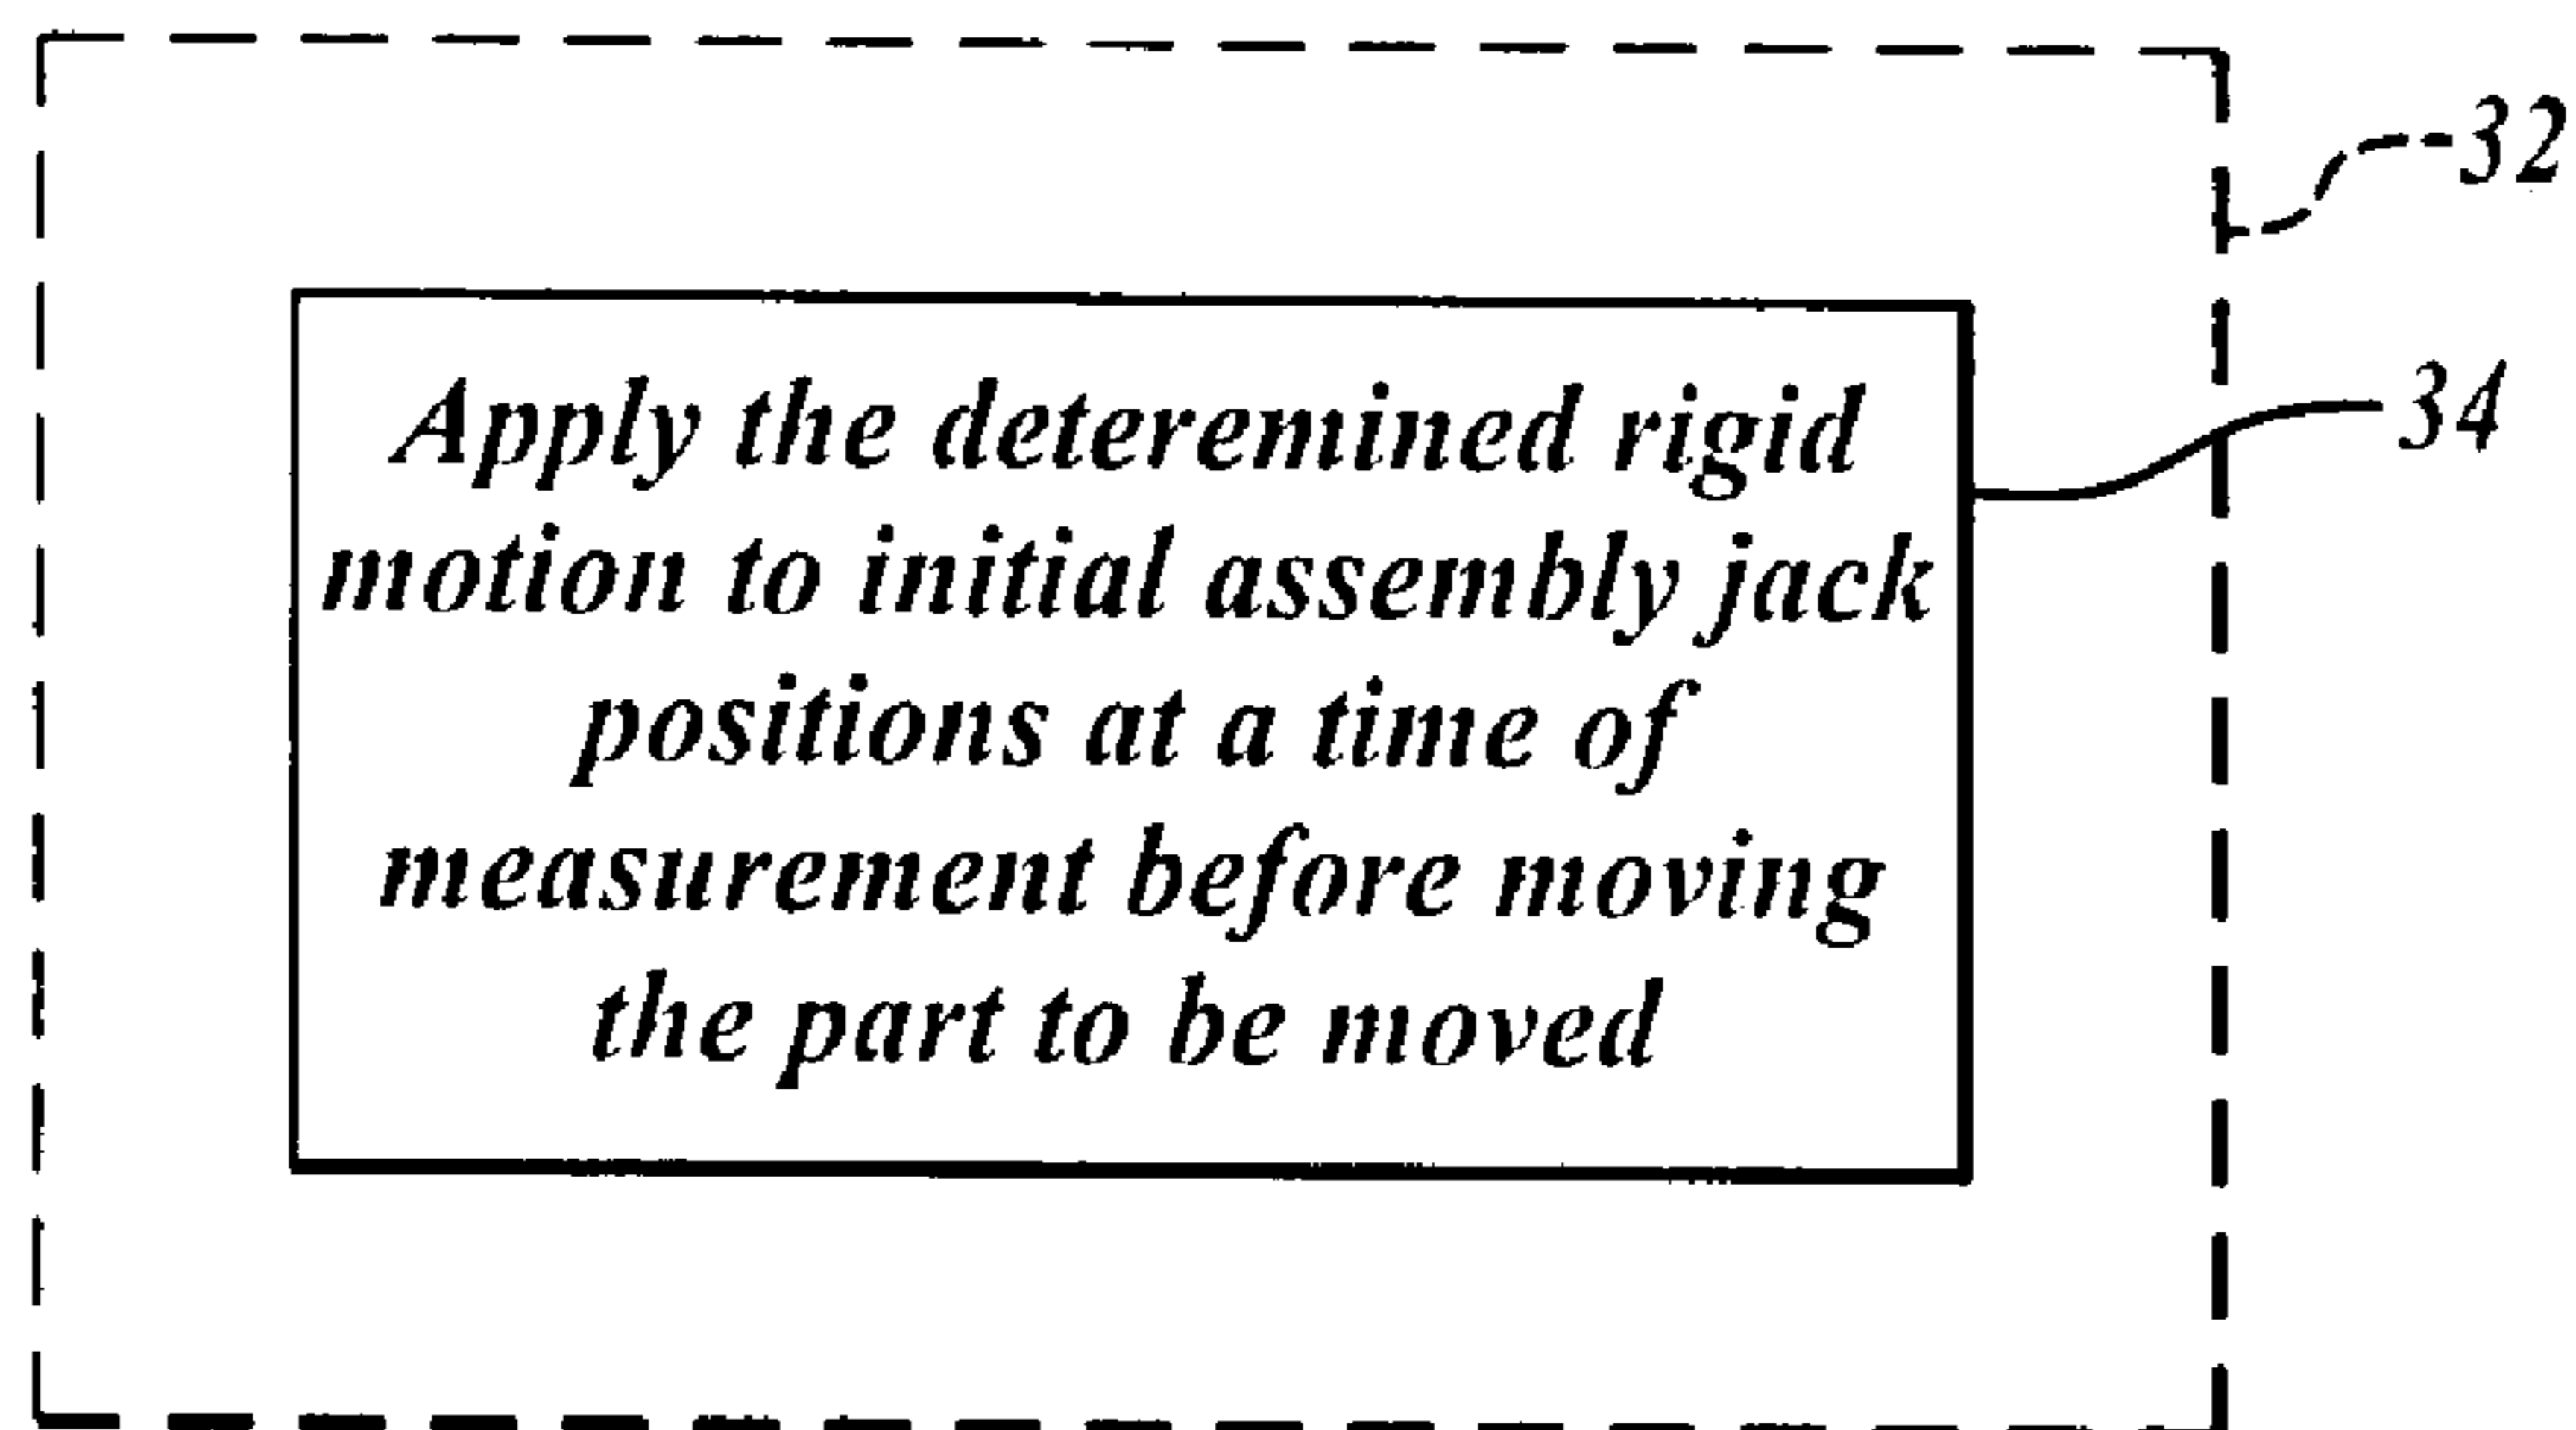 32
34
Apply the deteremined rigid
motion to initial assembly jack
positions at a time of
measurement before moving
the part to be moved